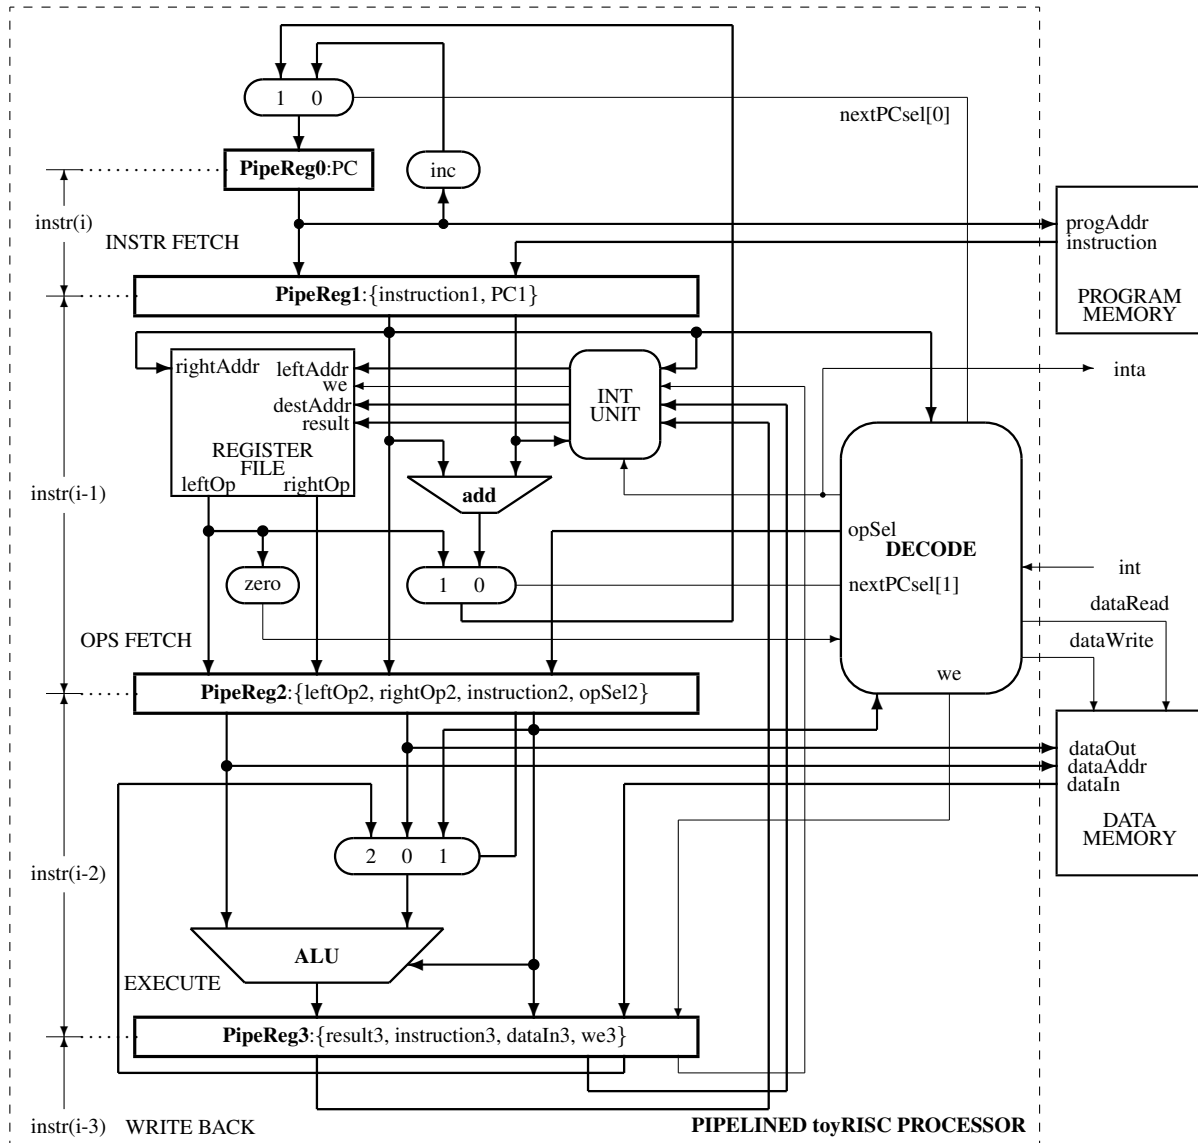 1 0
nextPCsel[0]
PipeReg0:PC
inc
instr(i)
INSTR FETCH
progAddr
instruction
PROGRAM
MEMORY
PipeReg1:{instruction1, PC1}
rightAddr
leftAddr
we
destAddr
result
REGISTER
FILE
leftOp
rightOp
INT
UNIT
inta
instr(i-1)
add
opSel
DECODE
zero
1 0
nextPCsel[1]
int
dataRead
dataWrite
OPS FETCH
we
PipeReg2:{leftOp2, rightOp2, instruction2, opSel2}
dataOut
dataAddr
dataIn
DATA
MEMORY
2 0 1
instr(i-2)
ALU
EXECUTE
PipeReg3:{result3, instruction3, dataIn3, we3}
instr(i-3)
WRITE BACK
PIPELINED toyRISC PROCESSOR